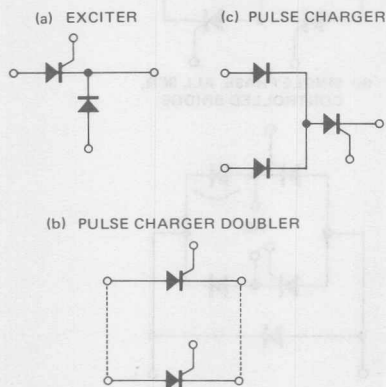 (a) EXCITER
(c) PULSE CHARGER
(b) PULSE CHARGER DOUBLER